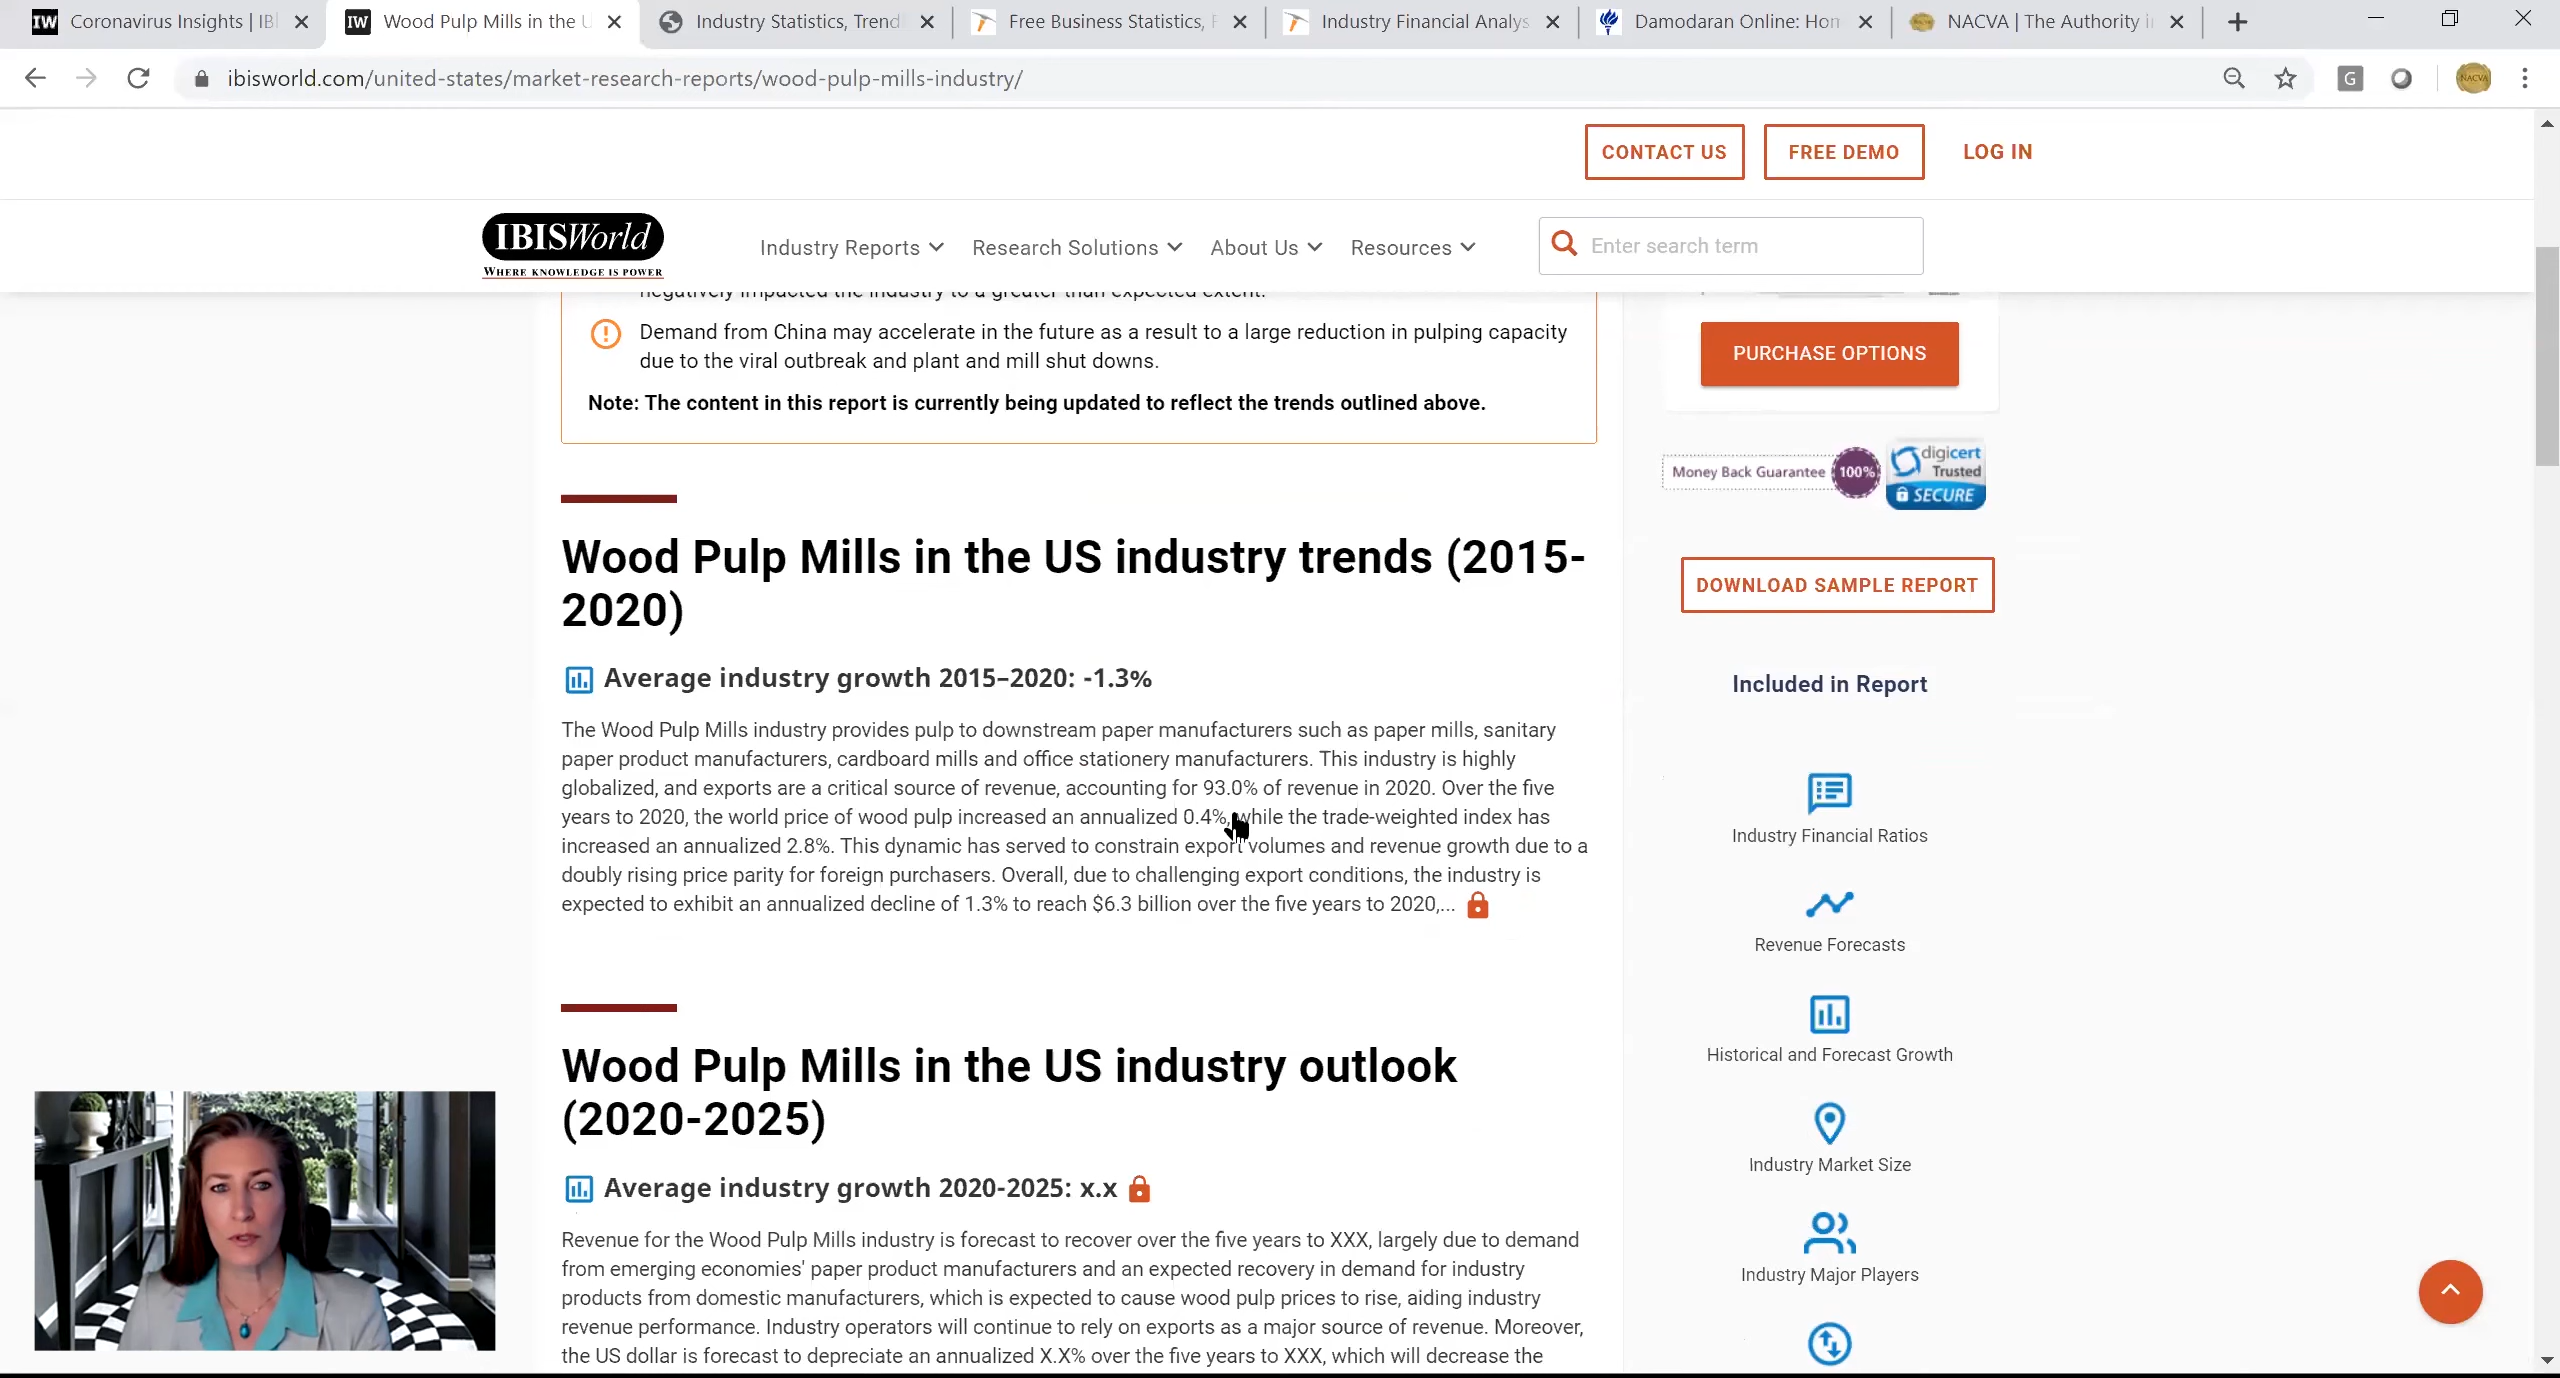 IW Coronavirus Insights | IB
IW Wood Pulp Mills in the U
Industry Statistics, Trend
Free Business Statistics, F
Industry Financial Analys
Damodaran Online: Hom
NACVA | The Authority i
ibisworld.com/united-states/market-research-reports/wood-pulp-mills-industry/
G
NACVA
CONTACT US
FREE DEMO
LOG IN
IBISWorld
WHERE KNOWLEDGE IS POWER
Industry Reports
Research Solutions
About Us
Resources
Enter search term
negatively impacted the industry to a greater than expected extent.
Demand from China may accelerate in the future as a result to a large reduction in pulping capacity
due to the viral outbreak and plant and mill shut downs.
Note: The content in this report is currently being updated to reflect the trends outlined above.
Wood Pulp Mills in the US industry trends (2015-
2020)
Average industry growth 2015–2020: -1.3%
The Wood Pulp Mills industry provides pulp to downstream paper manufacturers such as paper mills, sanitary
paper product manufacturers, cardboard mills and office stationery manufacturers. This industry is highly
globalized, and exports are a critical source of revenue, accounting for 93.0% of revenue in 2020. Over the five
years to 2020, the world price of wood pulp increased an annualized 0.4%, while the trade-weighted index has
increased an annualized 2.8%. This dynamic has served to constrain export volumes and revenue growth due to a
doubly rising price parity for foreign purchasers. Overall, due to challenging export conditions, the industry is
expected to exhibit an annualized decline of 1.3% to reach $6.3 billion over the five years to 2020,...
Wood Pulp Mills in the US industry outlook
(2020-2025)
Average industry growth 2020-2025: x.x
Revenue for the Wood Pulp Mills industry is forecast to recover over the five years to XXX, largely due to demand
from emerging economies' paper product manufacturers and an expected recovery in demand for industry
products from domestic manufacturers, which is expected to cause wood pulp prices to rise, aiding industry
revenue performance. Industry operators will continue to rely on exports as a major source of revenue. Moreover,
the US dollar is forecast to depreciate an annualized X.X% over the five years to XXX, which will decrease the
PURCHASE OPTIONS
Money Back Guarantee 100%
digicert
Trusted
SECURE
DOWNLOAD SAMPLE REPORT
Included in Report
Industry Financial Ratios
Revenue Forecasts
Historical and Forecast Growth
Industry Market Size
Industry Major Players